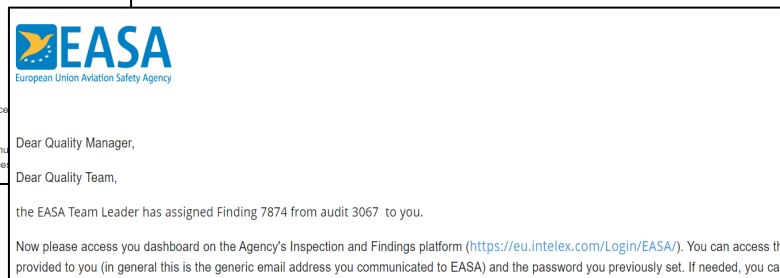 EASA
European Union Aviation Safety Agency
Dear Quality Manager,
Dear Quality Team,
the EASA Team Leader has assigned Finding 7874 from audit 3067 to you.
Now please access you dashboard on the Agency's Inspection and Findings platform (https://eu.intelex.com/Login/EASA/). You can access
provided to you (in general this is the generic email address you communicated to EASA) and the password you previously set. If needed, you